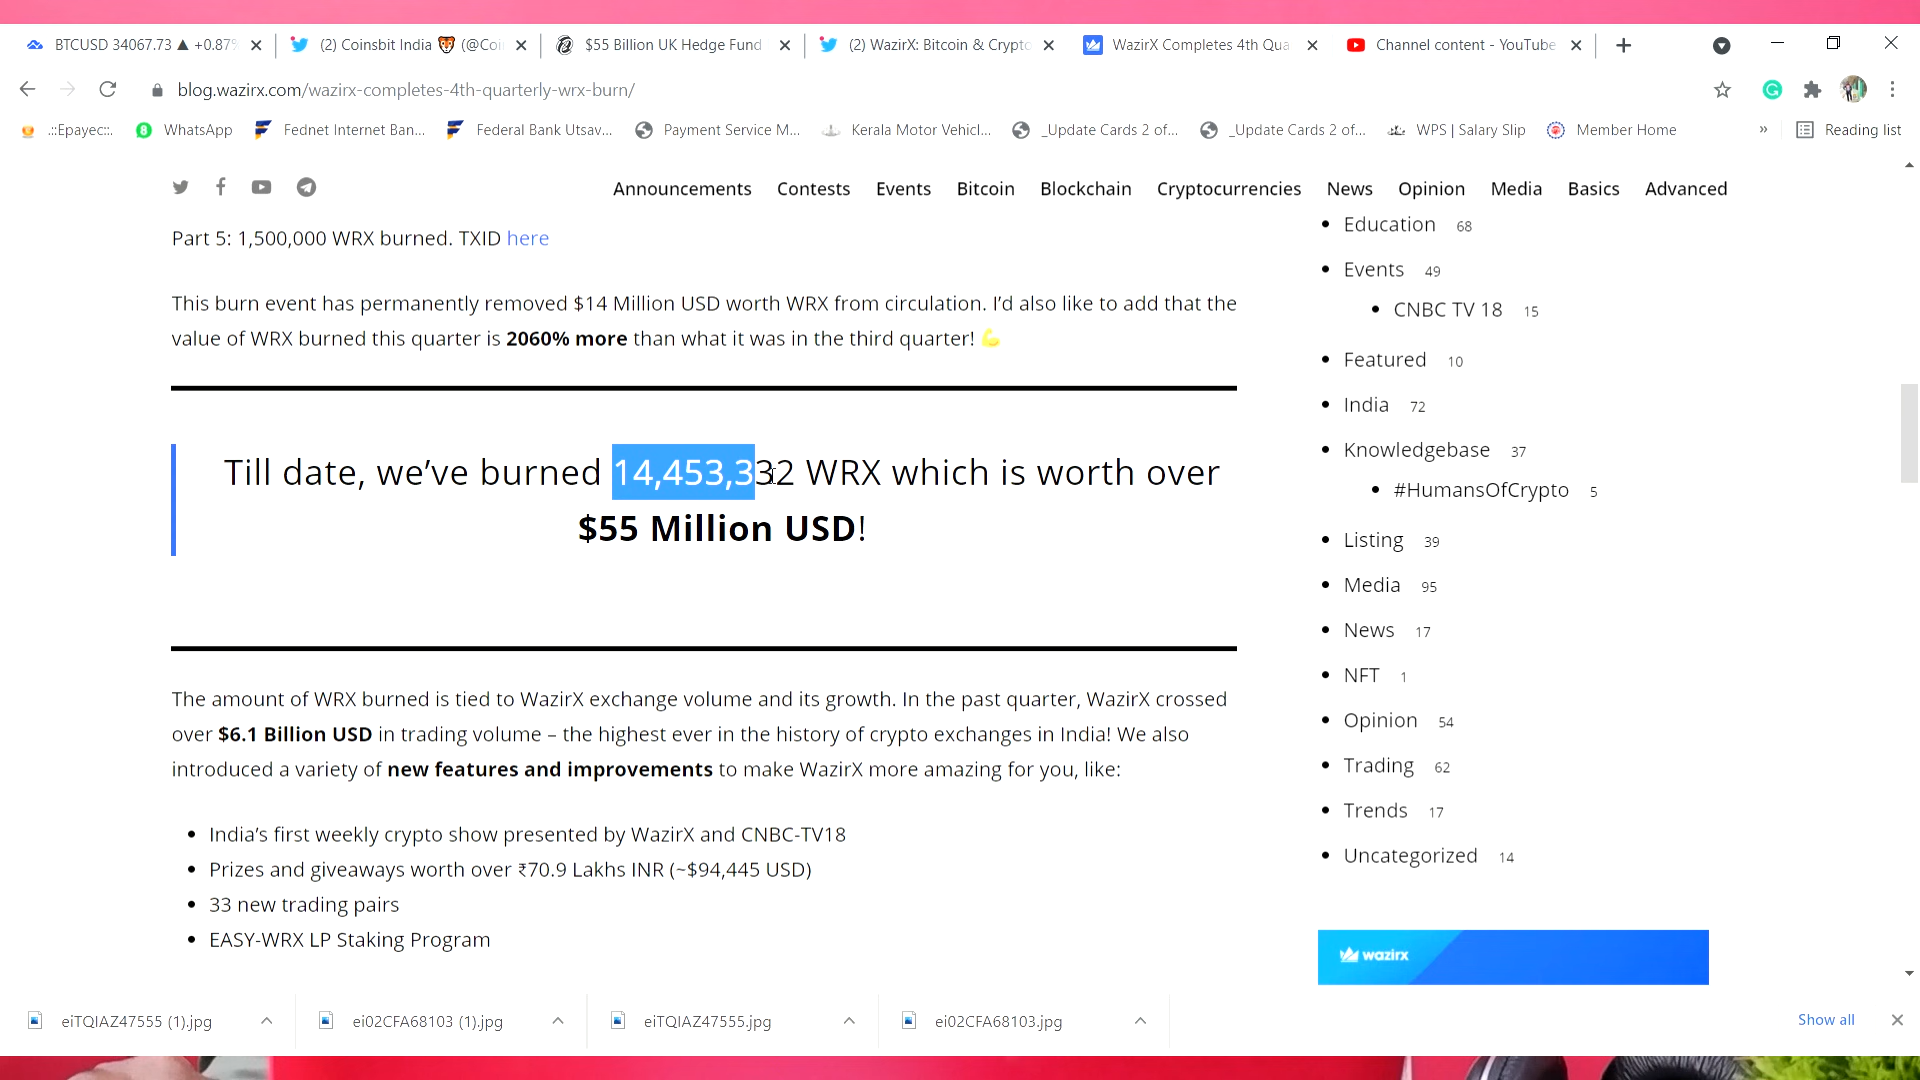 BTCUSD 34067.73 ▲ +0.87%
(2) Coinsbit India 🐯 (@Coi
$55 Billion UK Hedge Fund
(2) WazirX: Bitcoin & Crypto
WazirX Completes 4th Qua
Channel content - YouTube
blog.wazirx.com/wazirx-completes-4th-quarterly-wrx-burn/
.::Epayec::.
WhatsApp
Fednet Internet Ban...
Federal Bank Utsav...
Payment Service M...
Kerala Motor Vehicl...
_Update Cards 2 of...
_Update Cards 2 of...
WPS | Salary Slip
Member Home
»
Reading list
Announcements Contests Events Bitcoin Blockchain Cryptocurrencies News Opinion Media Basics Advanced
Part 5: 1,500,000 WRX burned. TXID here
This burn event has permanently removed $14 Million USD worth WRX from circulation. I’d also like to add that the
value of WRX burned this quarter is 2060% more than what it was in the third quarter! 💪
Till date, we’ve burned 14,453,332 WRX which is worth over
$55 Million USD!
The amount of WRX burned is tied to WazirX exchange volume and its growth. In the past quarter, WazirX crossed
over $6.1 Billion USD in trading volume – the highest ever in the history of crypto exchanges in India! We also
introduced a variety of new features and improvements to make WazirX more amazing for you, like:
• India’s first weekly crypto show presented by WazirX and CNBC-TV18
• Prizes and giveaways worth over ₹70.9 Lakhs INR (~$94,445 USD)
• 33 new trading pairs
• EASY-WRX LP Staking Program
• Education 68
• Events 49
• CNBC TV 18 15
• Featured 10
• India 72
• Knowledgebase 37
• #HumansOfCrypto 5
• Listing 39
• Media 95
• News 17
• NFT 1
• Opinion 54
• Trading 62
• Trends 17
• Uncategorized 14
wazirx
eiTQIAZ47555 (1).jpg
ei02CFA68103 (1).jpg
eiTQIAZ47555.jpg
ei02CFA68103.jpg
Show all